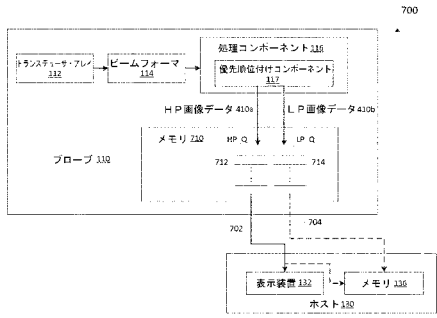 700
処理コンポーネント 116
トランスデューサ・アレイ
112
ビームフォーマ
114
優先順位付けコンポーネント
117
HP画像データ 410a
LP画像データ 410b
メモリ 710
HP_Q
LP_Q
712
714
プローブ 110
702
704
表示装置 132
メモリ 136
ホスト 130